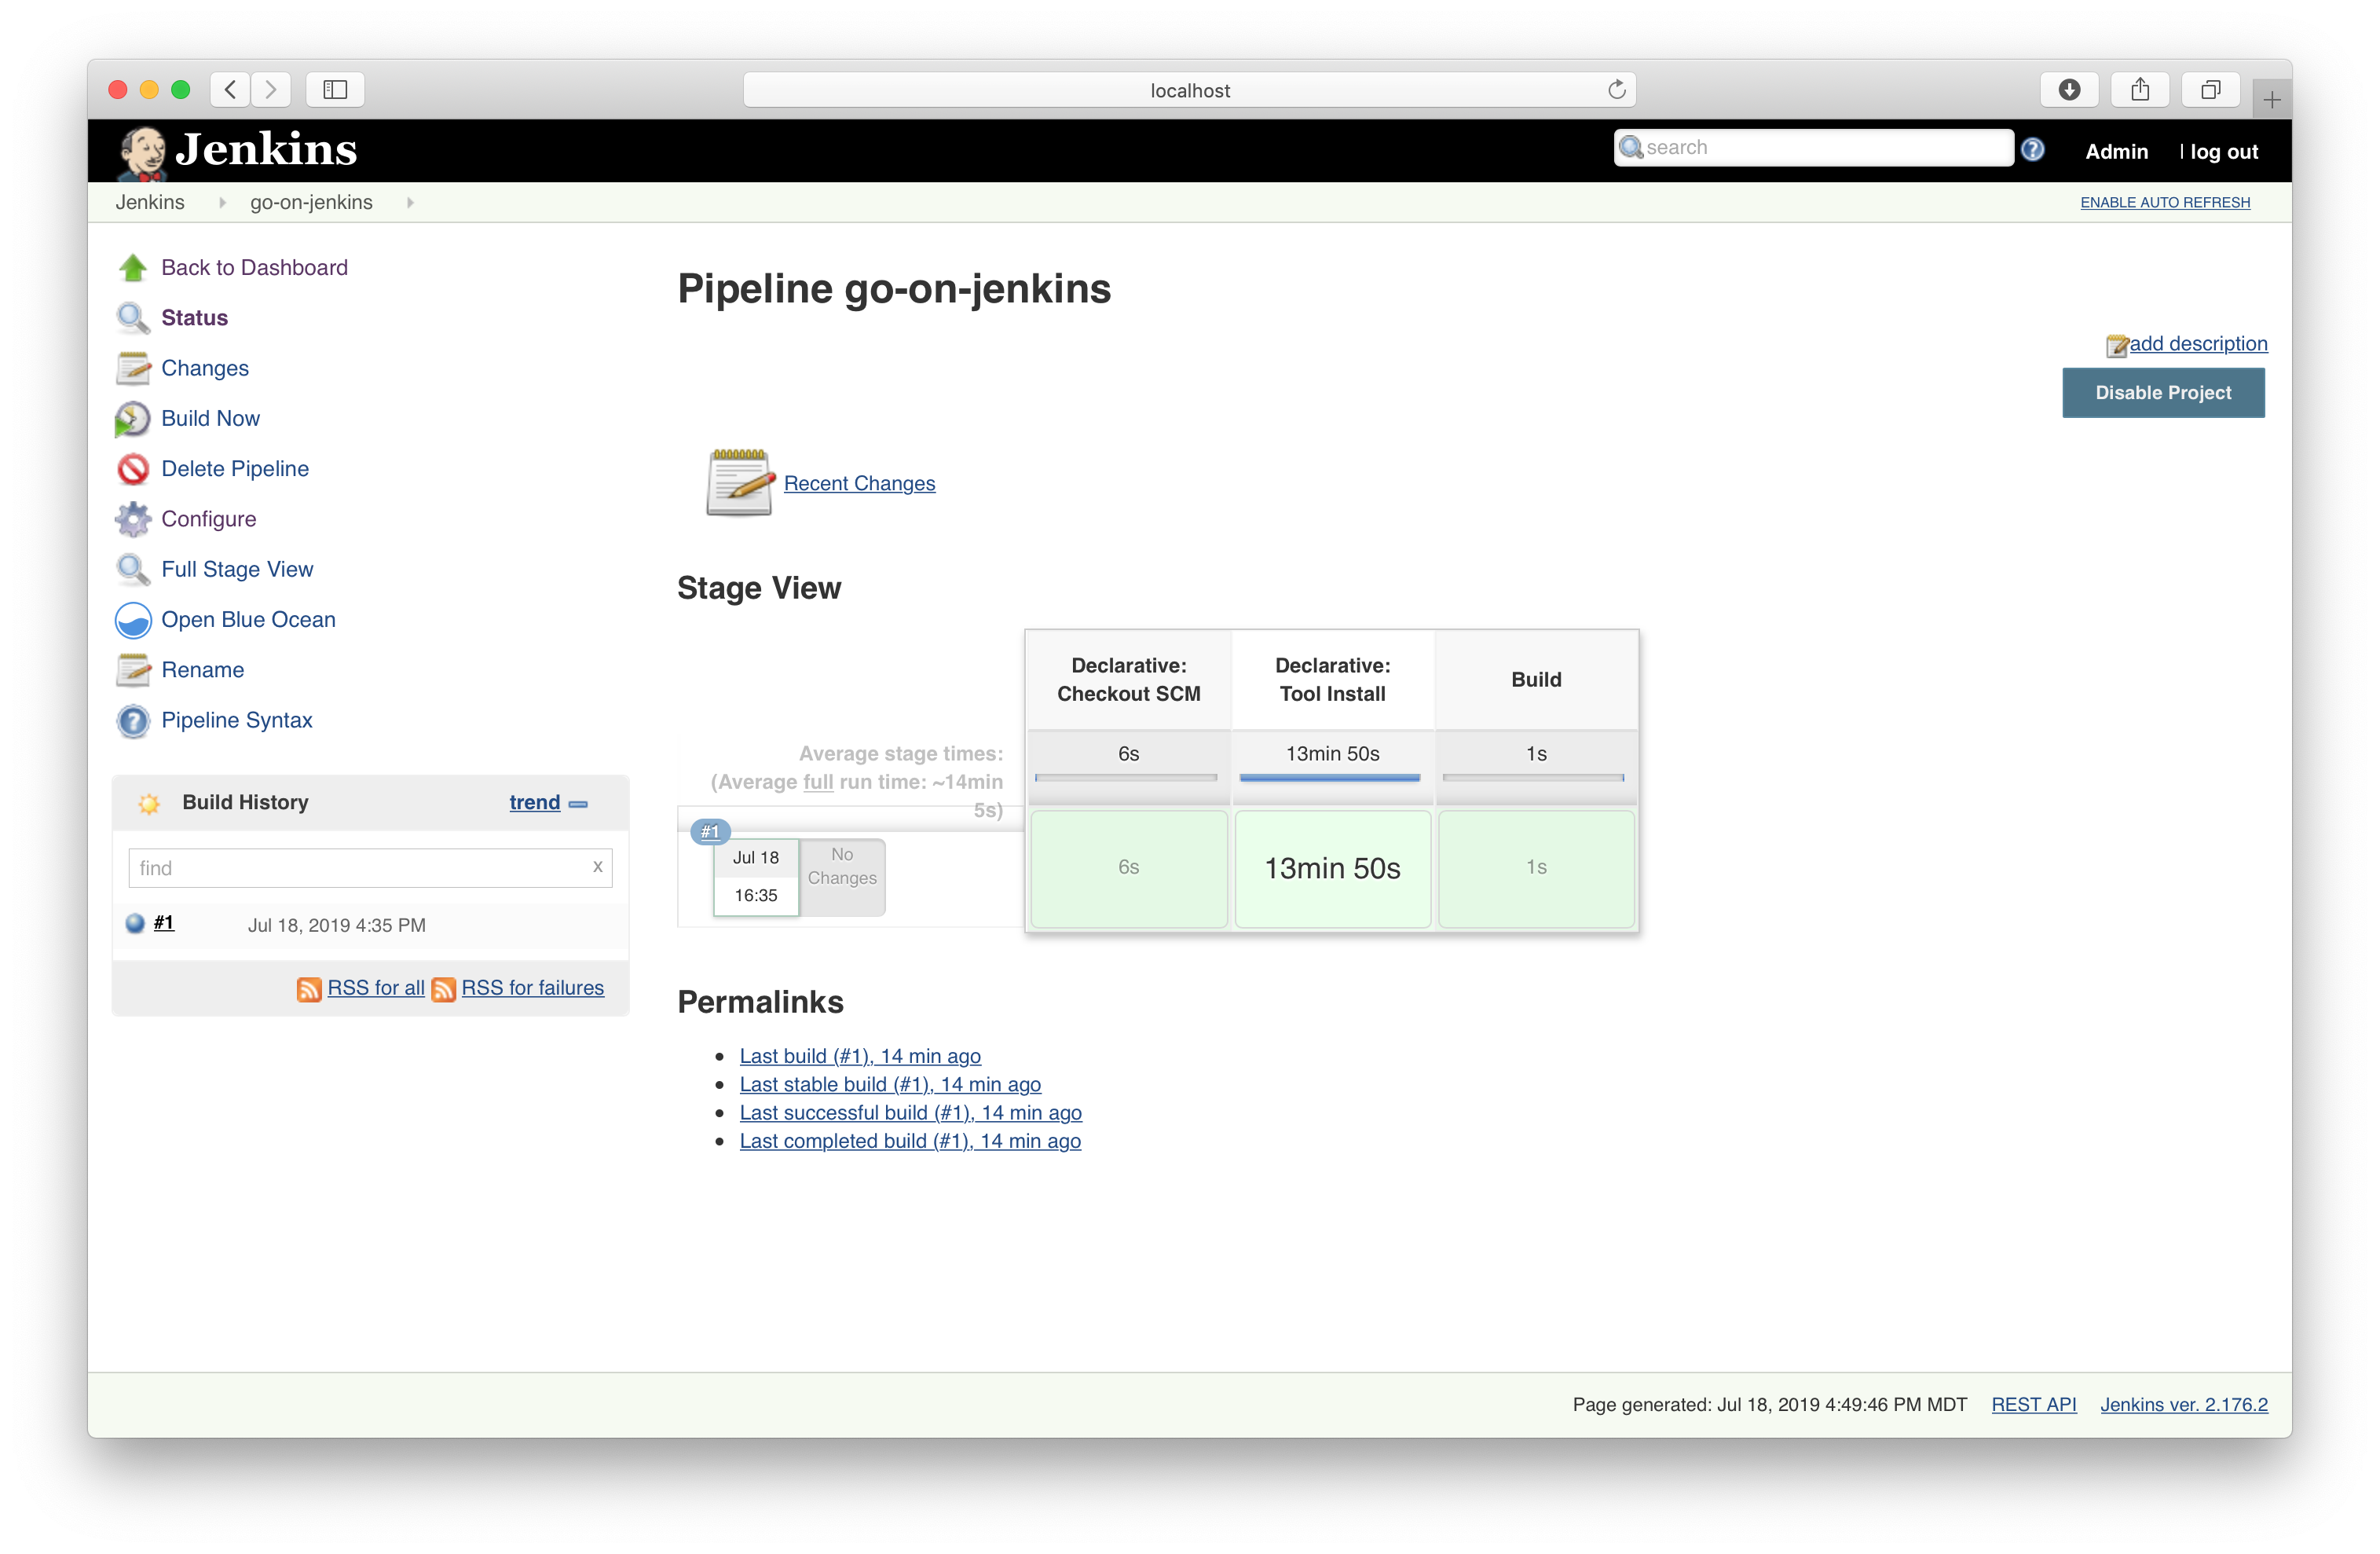 localhost
Jenkins
search
Admin
| log out
Jenkins
go-on-jenkins
ENABLE AUTO REFRESH
Back to Dashboard
Status
Changes
Build Now
Delete Pipeline
Configure
Full Stage View
Open Blue Ocean
Rename
Pipeline Syntax
Build History
trend
find
x
#1
Jul 18, 2019 4:35 PM
RSS for all
RSS for failures
Pipeline go-on-jenkins
add description
Disable Project
Recent Changes
Stage View
Declarative:
Checkout SCM
Declarative:
Tool Install
Build
Average stage times:
(Average full run time: ~14min
5s)
6s
13min 50s
1s
#1
Jul 18
16:35
No
Changes
6s
13min 50s
1s
Permalinks
Last build (#1), 14 min ago
Last stable build (#1), 14 min ago
Last successful build (#1), 14 min ago
Last completed build (#1), 14 min ago
Page generated: Jul 18, 2019 4:49:46 PM MDT
REST API
Jenkins ver. 2.176.2